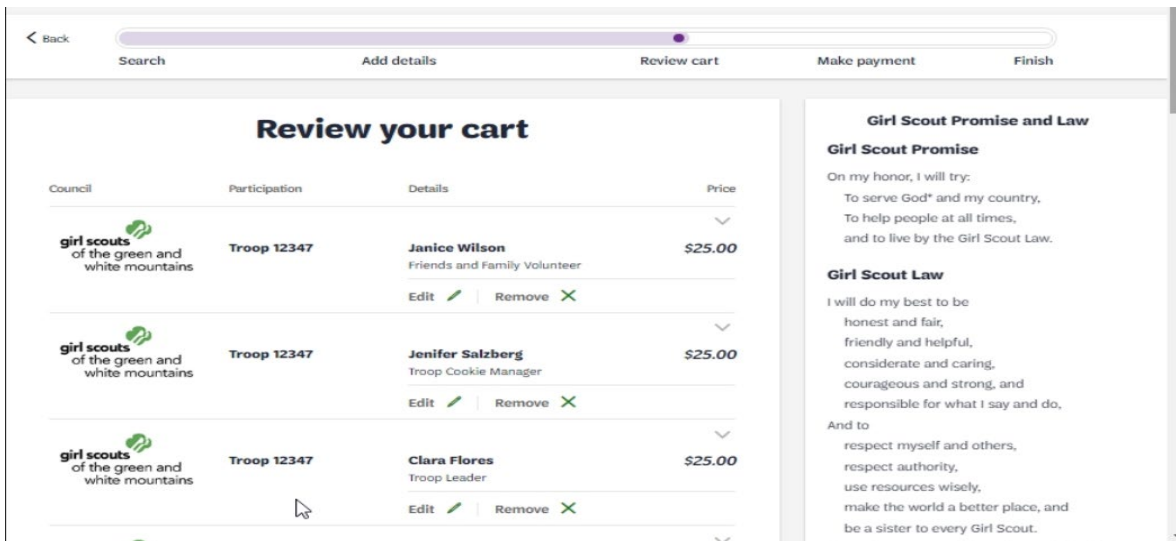 Back
Search Add details Review cart Make payment Finish
Review your cart
Council Participation Details Price
girl scouts
of the green and
white mountains
Troop 12347
Janice Wilson
Friends and Family Volunteer
$25.00
Edit Remove
girl scouts
of the green and
white mountains
Troop 12347
Jenifer Salzberg
Troop Cookie Manager
$25.00
Edit Remove
girl scouts
of the green and
white mountains
Troop 12347
Clara Flores
Troop Leader
$25.00
Edit Remove
Girl Scout Promise and Law
Girl Scout Promise
On my honor, I will try:
To serve God* and my country,
To help people at all times,
and to live by the Girl Scout Law.
Girl Scout Law
I will do my best to be
honest and fair,
friendly and helpful,
considerate and caring,
courageous and strong, and
responsible for what I say and do,
And to
respect myself and others,
respect authority,
use resources wisely,
make the world a better place, and
be a sister to every Girl Scout.